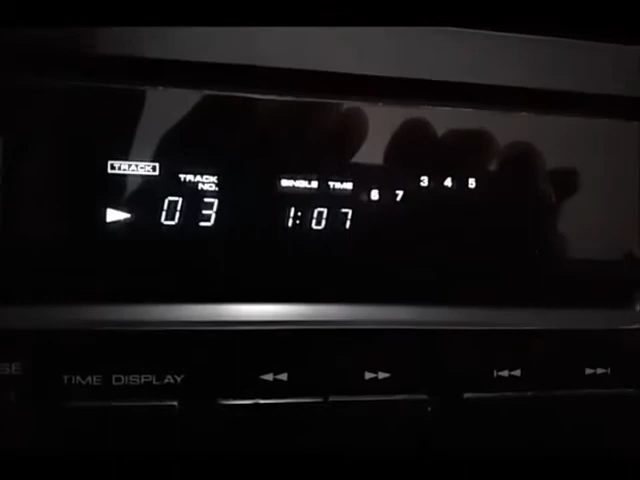 TRACK
TRACK NO.
SINGLE TIME
3 4 5
6 7
03
1:07
TIME DISPLAY